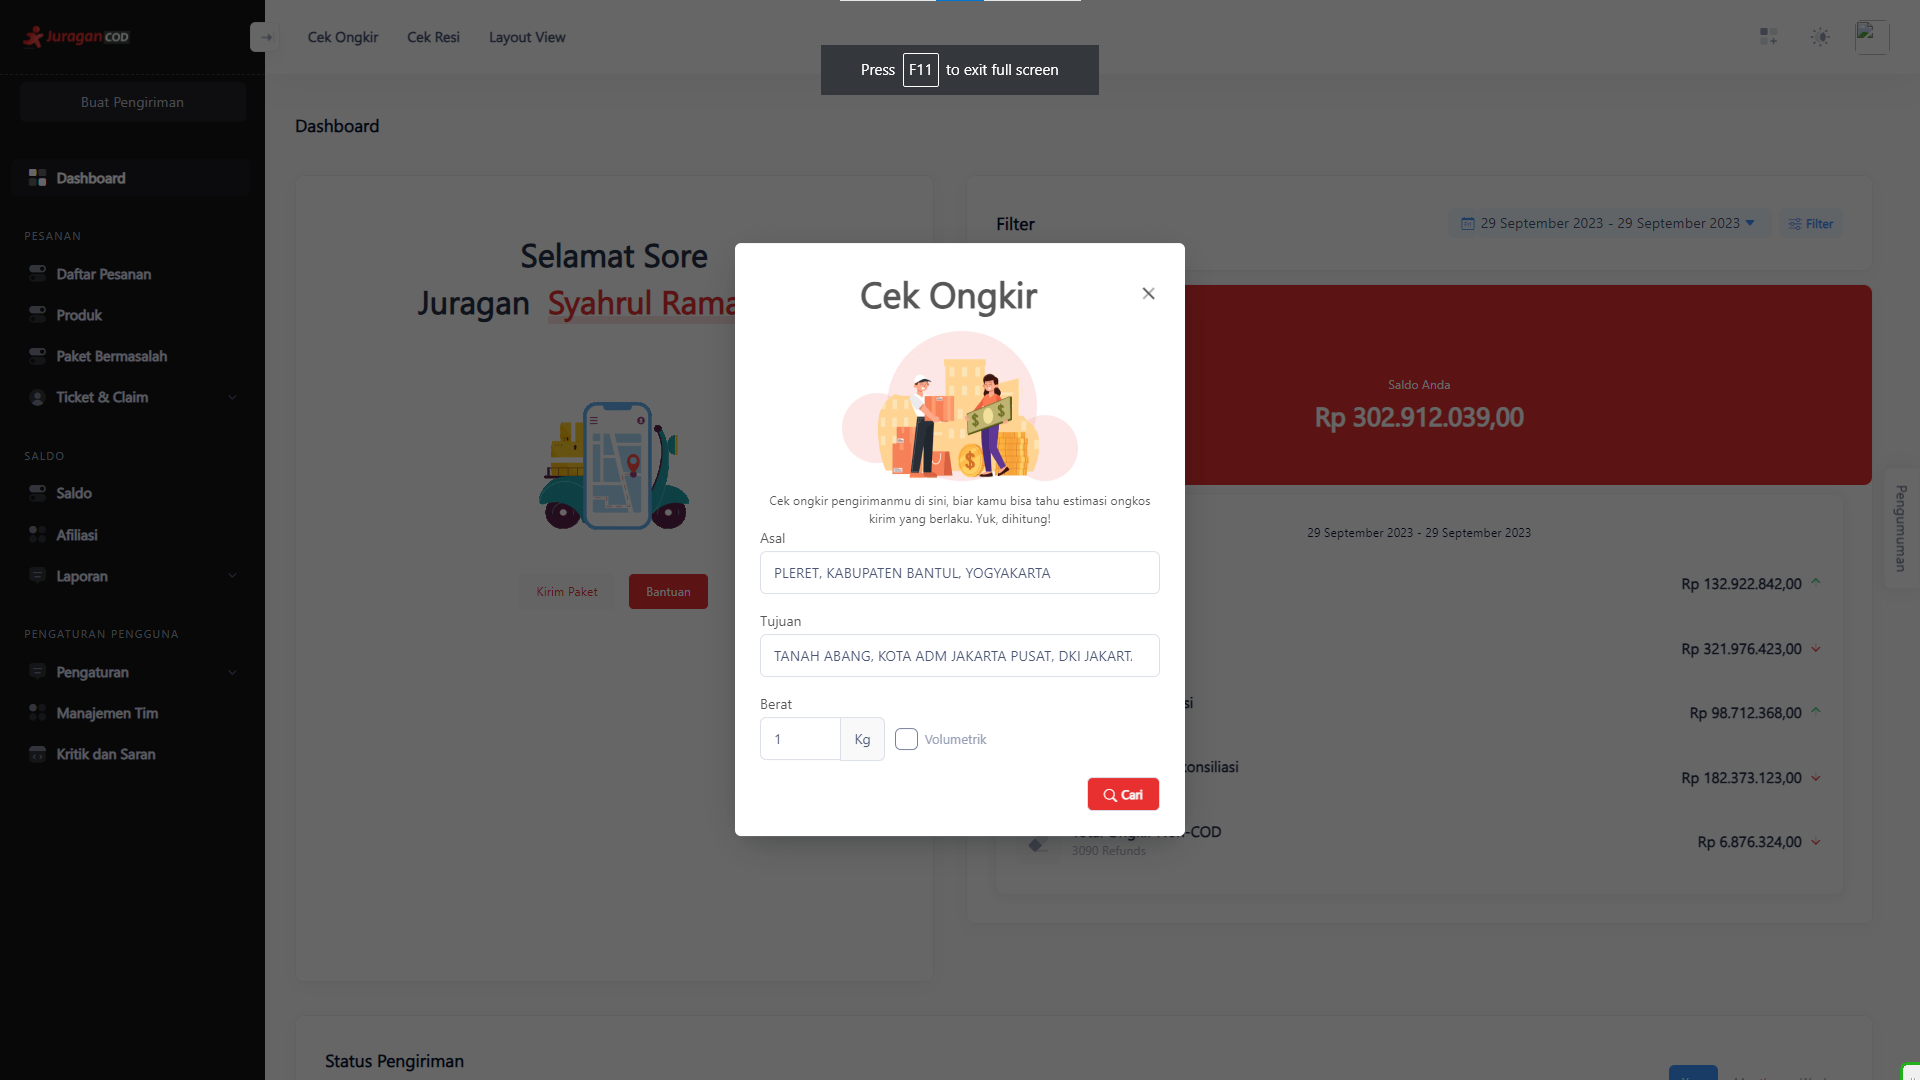 Juragan COD
Cek Ongkir
Cek Resi
Layout View
Press F11 to exit full screen
Buat Pengiriman
Dashboard
PESANAN
Daftar Pesanan
Produk
Paket Bermasalah
Ticket & Claim
SALDO
Saldo
Afiliasi
Laporan
PENGATURAN PENGGUNA
Pengaturan
Manajemen Tim
Kritik dan Saran
Dashboard
Selamat Sore
Juragan Syahrul Rama
Kirim Paket
Bantuan
Filter
29 September 2023 - 29 September 2023
Filter
Saldo Anda
Rp 302.912.039,00
29 September 2023 - 29 September 2023
Rp 132.922.842,00
Rp 321.976.423,00
si
Rp 98.712.368,00
konsiliasi
Rp 182.373.123,00
-COD
3090 Refunds
Rp 6.876.324,00
Pengumuman
Cek Ongkir
Cek ongkir pengirimanmu di sini, biar kamu bisa tahu estimasi ongkos
kirim yang berlaku. Yuk, dihitung!
Asal
PLERET, KABUPATEN BANTUL, YOGYAKARTA
Tujuan
TANAH ABANG, KOTA ADM JAKARTA PUSAT, DKI JAKART
Berat
1
Kg
Volumetrik
Cari
Status Pengiriman